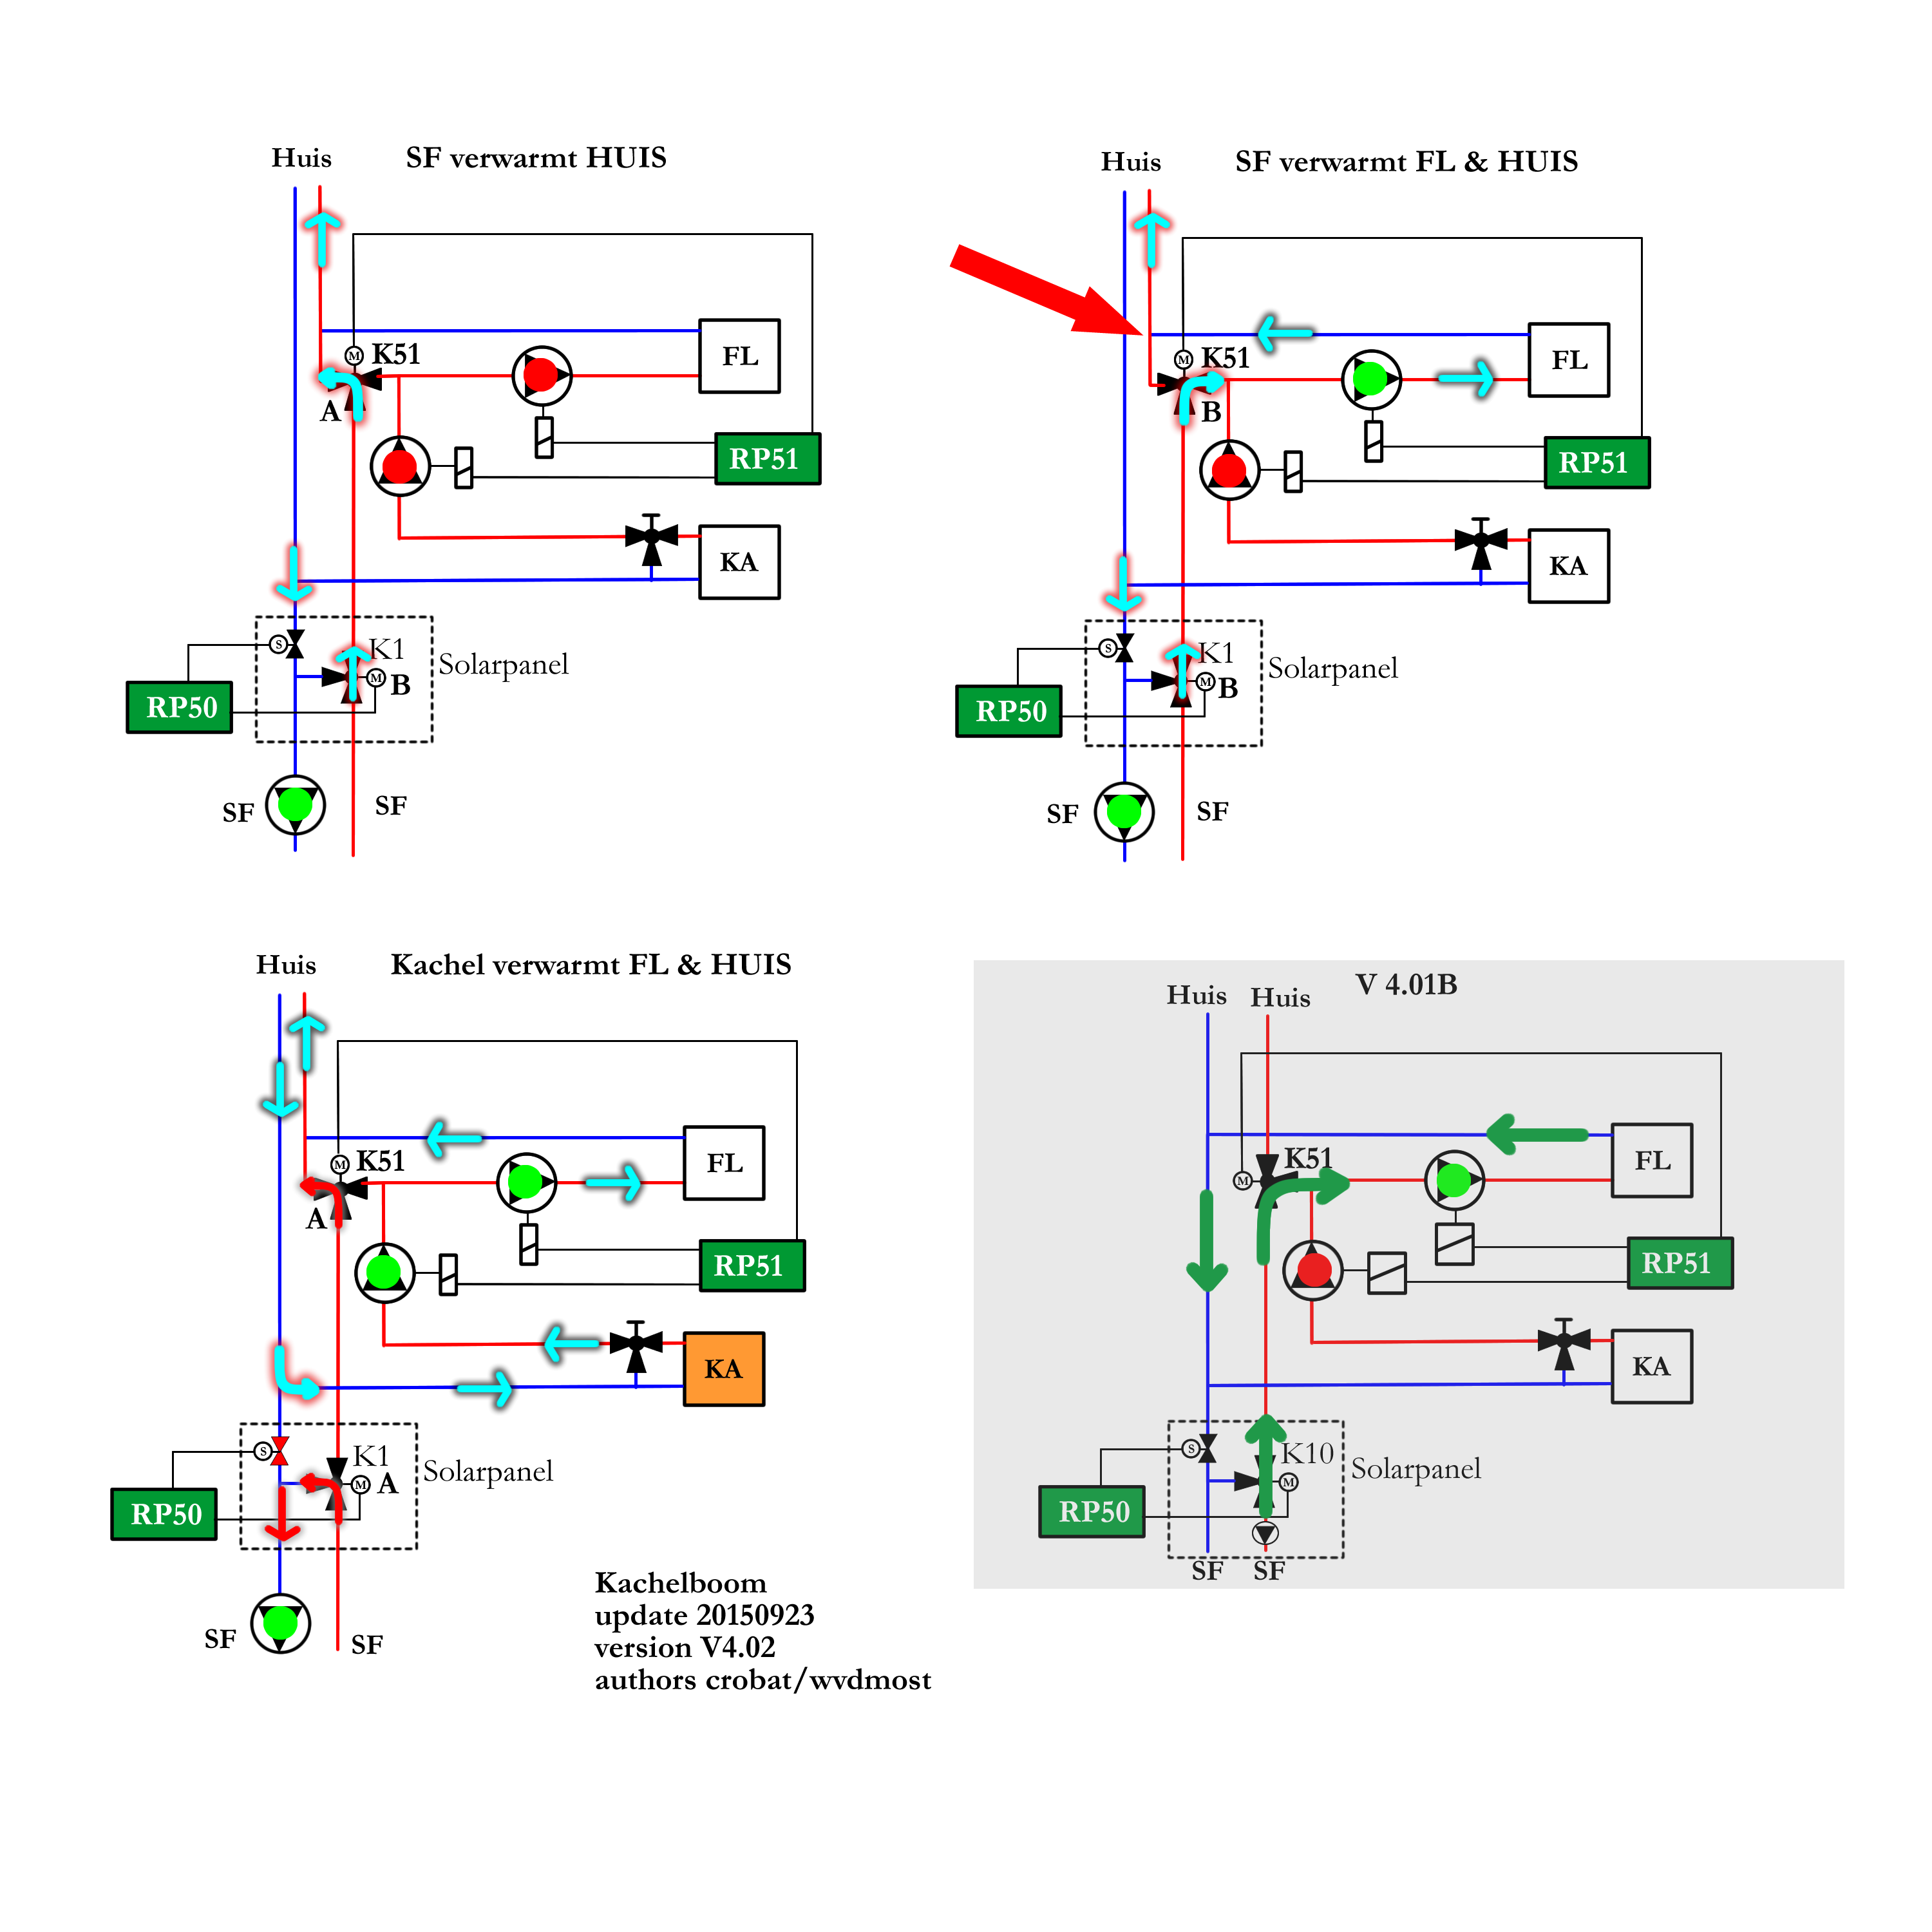 Huis
SF verwarmt HUIS
M
K51
FL
A
RP51
KA
S
K1
M
B
Solarpanel
RP50
SF
SF
Huis
SF verwarmt FL & HUIS
M
K51
FL
B
RP51
KA
S
K1
M
B
Solarpanel
RP50
SF
SF
Huis
Kachel verwarmt FL & HUIS
M
K51
FL
A
RP51
KA
S
K1
M
A
Solarpanel
RP50
SF
SF
V 4.01B
Huis
Huis
K51
M
FL
RP51
KA
S
K10
M
Solarpanel
RP50
SF
SF
Kachelboom
update 20150923
version V4.02
authors crobat/wvdmost